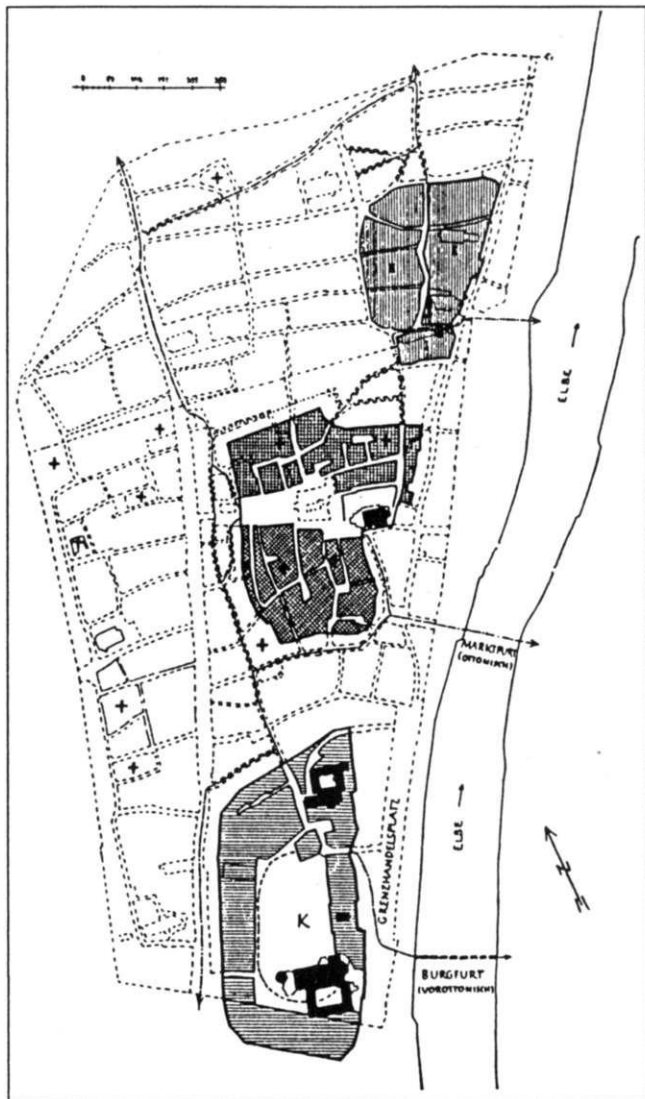 ELBE
MARKTFURT
(OTTONISCH)
ELBE
GRENZHANDELSPLATZ
K
BURGFURT
(VOROTTONISCH)
N